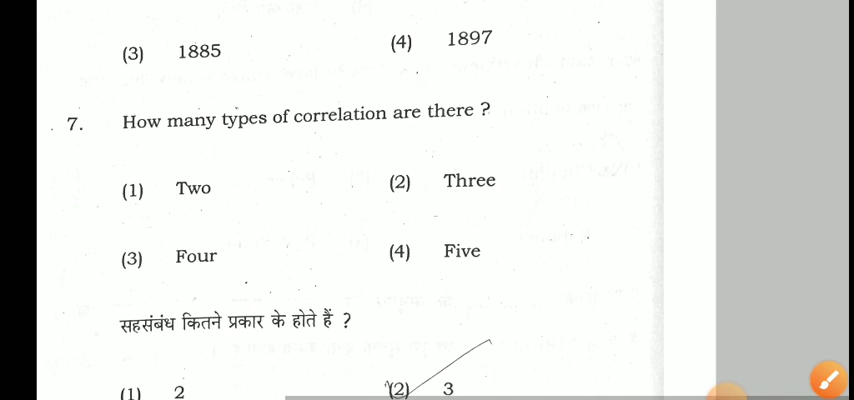 (3) 1885 (4) 1897
7. How many types of correlation are there ?
(1) Two (2) Three
(3) Four (4) Five
सहसंबंध कितने प्रकार के होते हैं ?
(1) 2 (2) 3